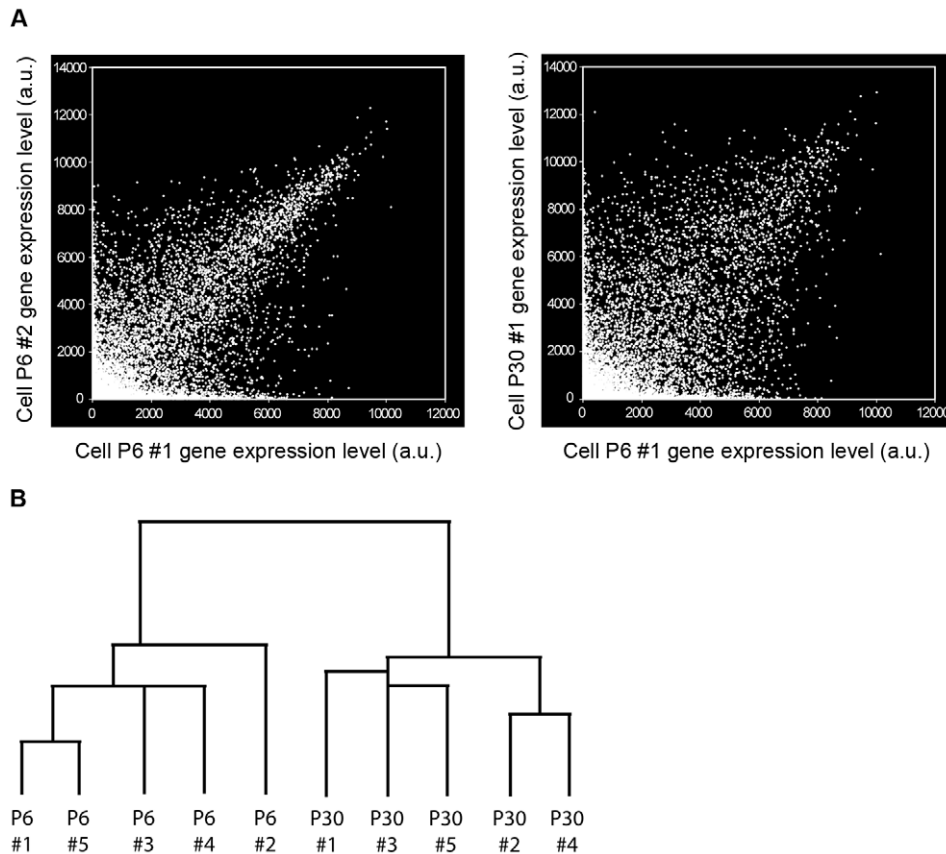 A
Cell P6 #2 gene expression level (a.u.)
14000
12000
10000
8000
6000
4000
2000
0
0 2000 4000 6000 8000 10000 12000
Cell P6 #1 gene expression level (a.u.)
Cell P30 #1 gene expression level (a.u.)
14000
12000
10000
8000
6000
4000
2000
0
0 2000 4000 6000 8000 10000 12000
Cell P6 #1 gene expression level (a.u.)
B
P6 P6 P6 P6 P6 P30 P30 P30 P30 P30
#1 #5 #3 #4 #2 #1 #3 #5 #2 #4